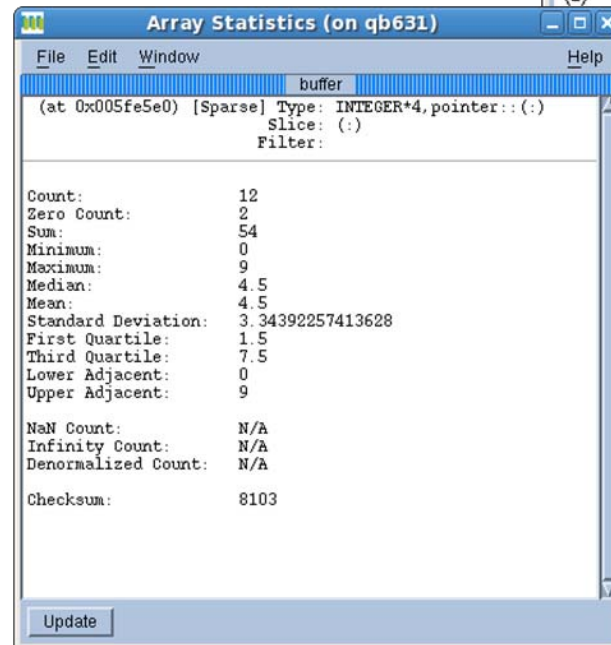 Array Statistics (on qb631)
File Edit Window Help
buffer
(at 0x005fe5e0) [Sparse] Type: INTEGER*4,pointer::(:)
Slice: (:)
Filter:
Count: 12
Zero Count: 2
Sum: 54
Minimum: 0
Maximum: 9
Median: 4.5
Mean: 4.5
Standard Deviation: 3.34392257413628
First Quartile: 1.5
Third Quartile: 7.5
Lower Adjacent: 0
Upper Adjacent: 9
NaN Count: N/A
Infinity Count: N/A
Denormalized Count: N/A
Checksum: 8103
Update